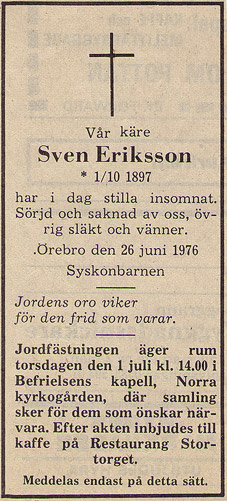 Vår käre
Sven Eriksson
* 1/10 1897
har i dag stilla insomnat.
Sörjd och saknad av oss, öv-
rig släkt och vänner.
.Örebro den 26 juni 1976
Syskonbarnen
Jordens oro viker
för den frid som varar.
Jordfästningen äger rum
torsdagen den 1 juli kl. 14.00 i
Befrielsens kapell, Norra
kyrkogården, där samling
sker för dem som önskar när-
vara. Efter akten inbjudes till
kaffe på Restaurang Stor-
torget.
Meddelas endast på detta sätt.